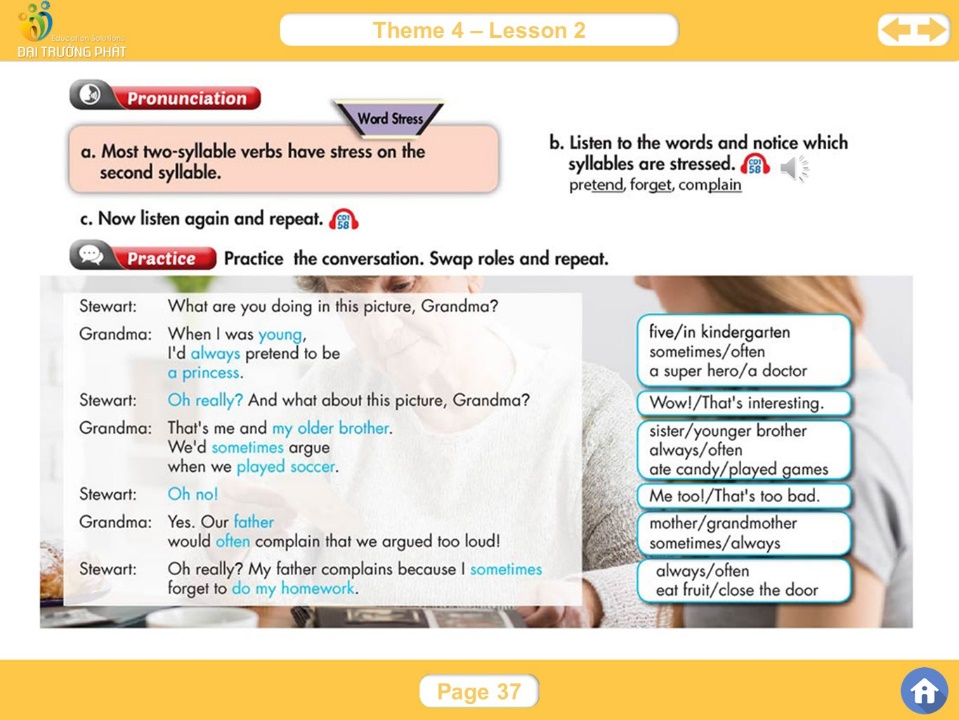 Education Solutions
ĐẠI TRƯỜNG PHÁT
Theme 4 – Lesson 2
Pronunciation
Word Stress
a. Most two-syllable verbs have stress on the
second syllable.
b. Listen to the words and notice which
syllables are stressed. CD1 58
pretend, forget, complain
c. Now listen again and repeat. CD1 58
Practice Practice the conversation. Swap roles and repeat.
Stewart: What are you doing in this picture, Grandma?
Grandma: When I was young,
I'd always pretend to be
a princess.
Stewart: Oh really? And what about this picture, Grandma?
Grandma: That's me and my older brother.
We'd sometimes argue
when we played soccer.
Stewart: Oh no!
Grandma: Yes. Our father
would often complain that we argued too loud!
Stewart: Oh really? My father complains because I sometimes
forget to do my homework.
five/in kindergarten
sometimes/often
a super hero/a doctor
Wow!/That's interesting.
sister/younger brother
always/often
ate candy/played games
Me too!/That's too bad.
mother/grandmother
sometimes/always
always/often
eat fruit/close the door
Page 37